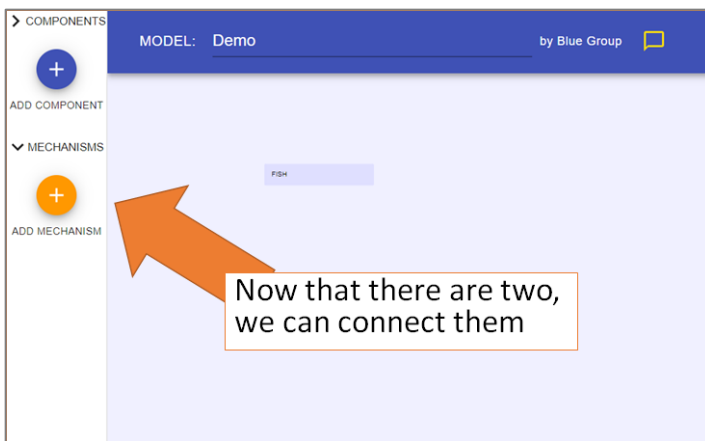 COMPONENTS
MODEL: Demo by Blue Group
ADD COMPONENT
MECHANISMS
FISH
ADD MECHANISM
Now that there are two,
we can connect them